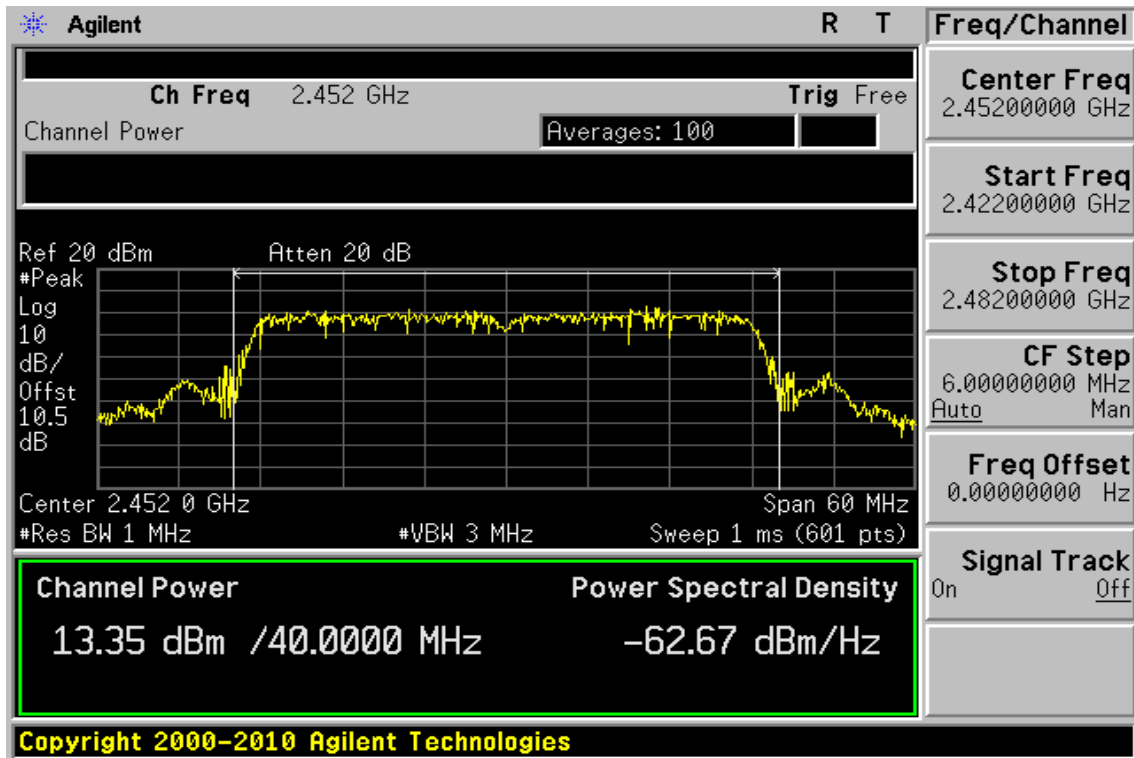 Agilent R T
Ch Freq 2.452 GHz Trig Free
Channel Power Averages: 100
Ref 20 dBm Atten 20 dB
#Peak
Log
10
dB/
Offst
10.5
dB
Center 2.452 0 GHz Span 60 MHz
#Res BW 1 MHz #VBW 3 MHz Sweep 1 ms (601 pts)
Channel Power Power Spectral Density
13.35 dBm /40.0000 MHz -62.67 dBm/Hz
Copyright 2000-2010 Agilent Technologies
Freq/Channel
Center Freq
2.45200000 GHz
Start Freq
2.42200000 GHz
Stop Freq
2.48200000 GHz
CF Step
6.00000000 MHz
Auto Man
Freq Offset
0.00000000 Hz
Signal Track
On Off